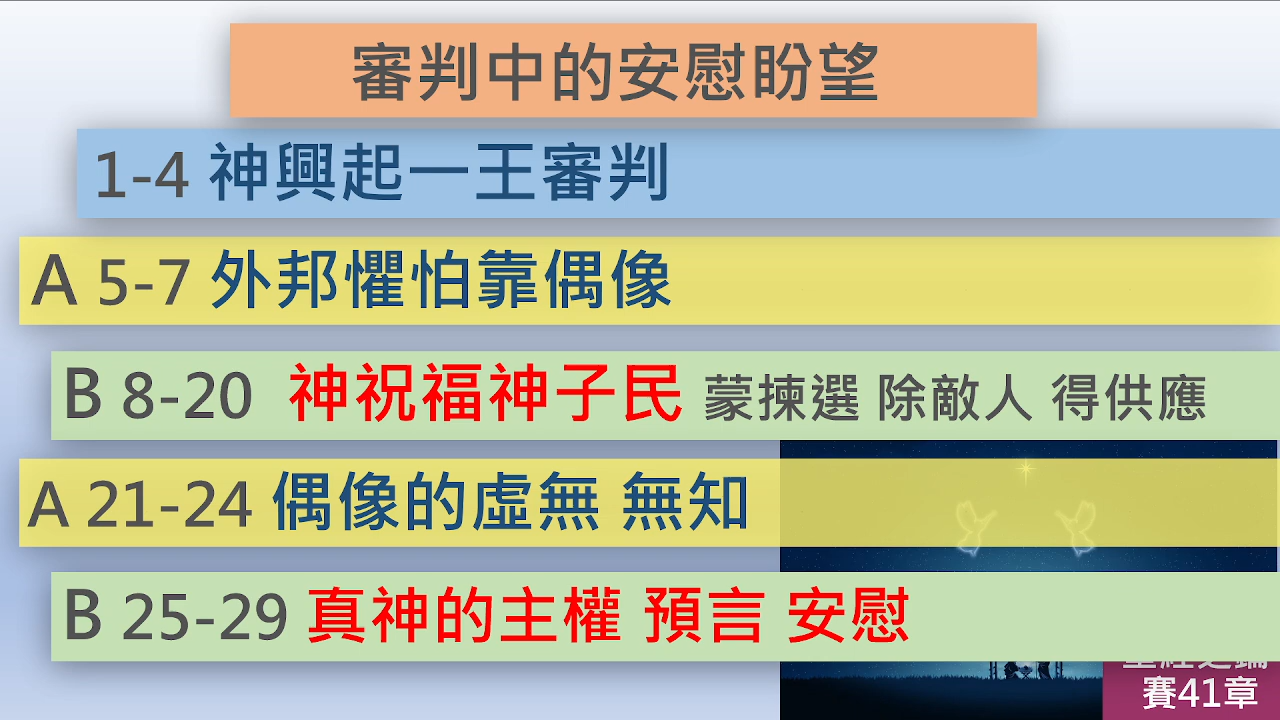 審判中的安慰盼望
1-4 神興起一王審判
A 5-7 外邦懼怕靠偶像
B 8-20 神祝福神子民 蒙揀選 除敵人 得供應
A 21-24 偶像的虛無 無知
B 25-29 真神的主權 預言 安慰
賽41章